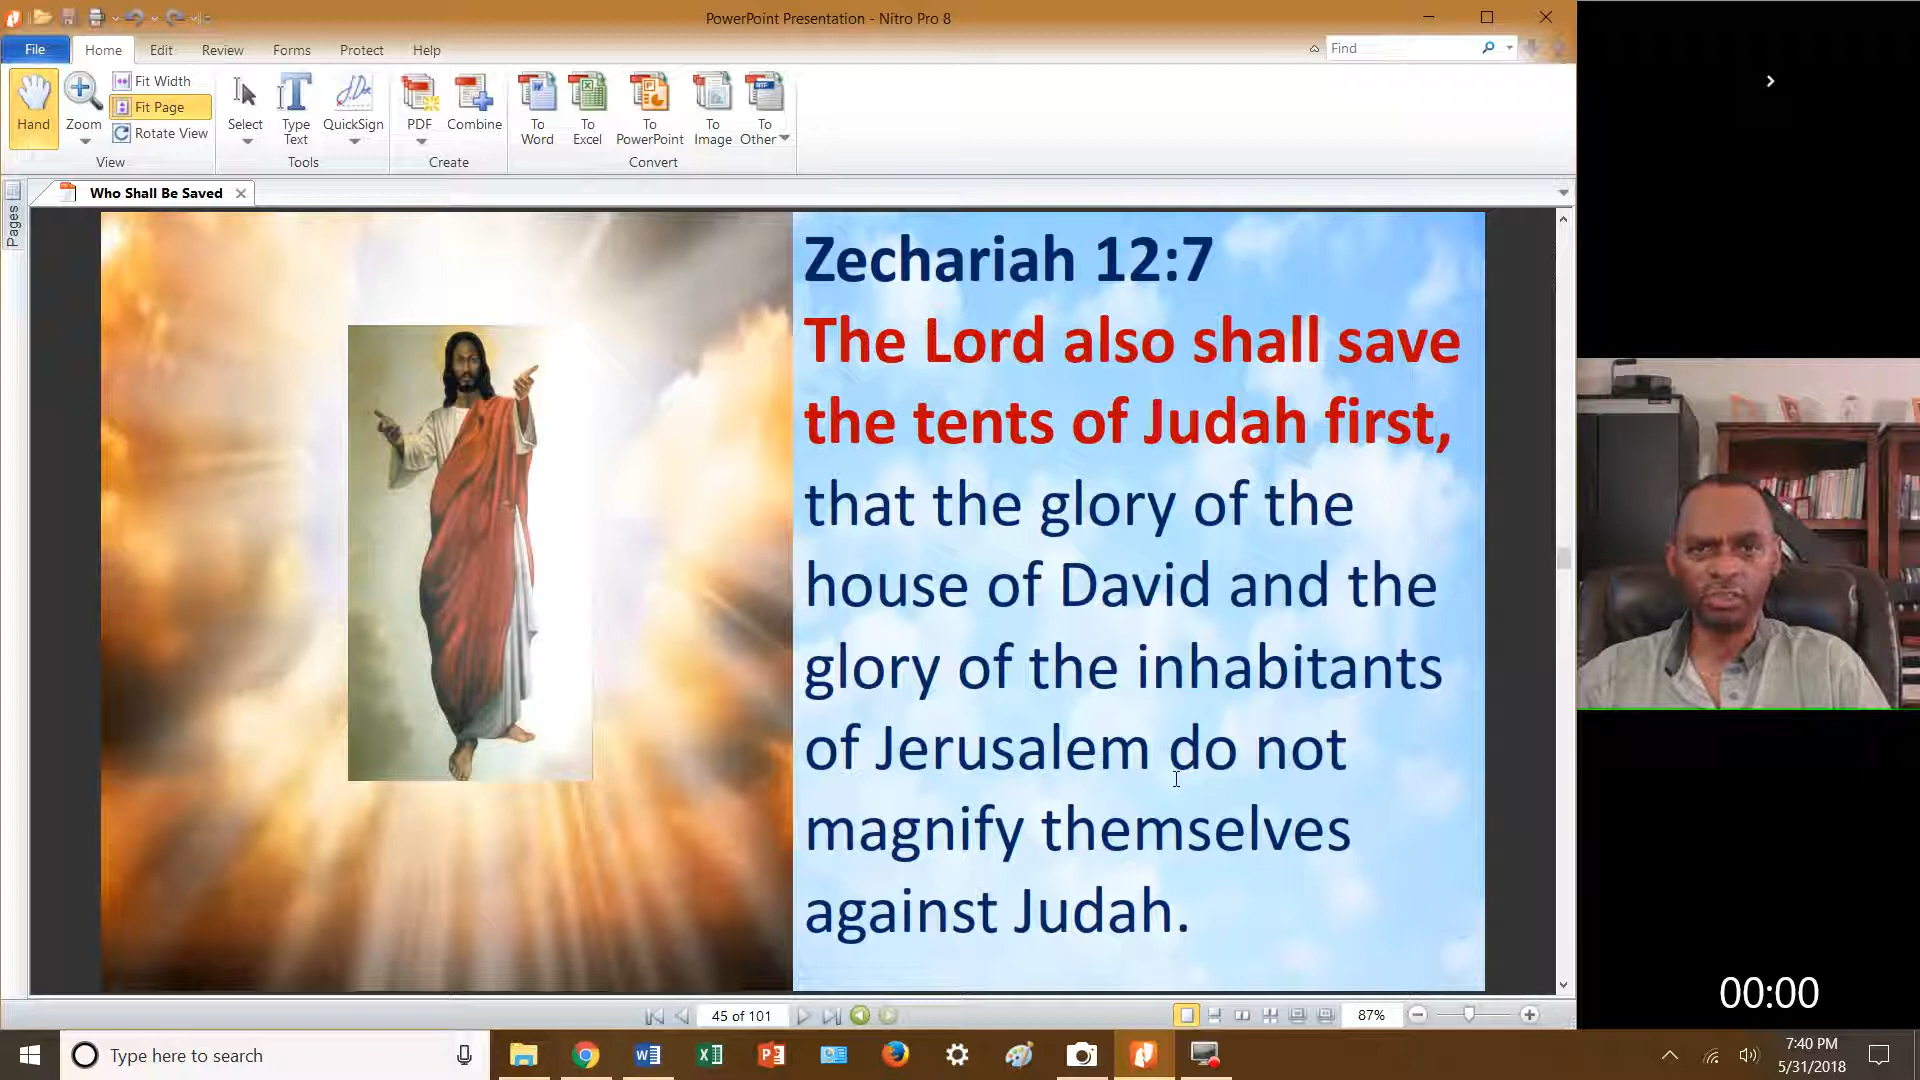 PowerPoint Presentation - Nitro Pro 8
File Home Edit Review Forms Protect Help
Find
Hand
Zoom
Fit Width
Fit Page
Rotate View
View
Select
Type Text
QuickSign
Tools
PDF
Combine
Create
To Word
To Excel
To PowerPoint
To Image
To Other
Convert
Who Shall Be Saved
Pages
Zechariah 12:7
The Lord also shall save
the tents of Judah first,
that the glory of the
house of David and the
glory of the inhabitants
of Jerusalem do not
magnify themselves
against Judah.
00:00
45 of 101
87%
Type here to search
7:40 PM
5/31/2018